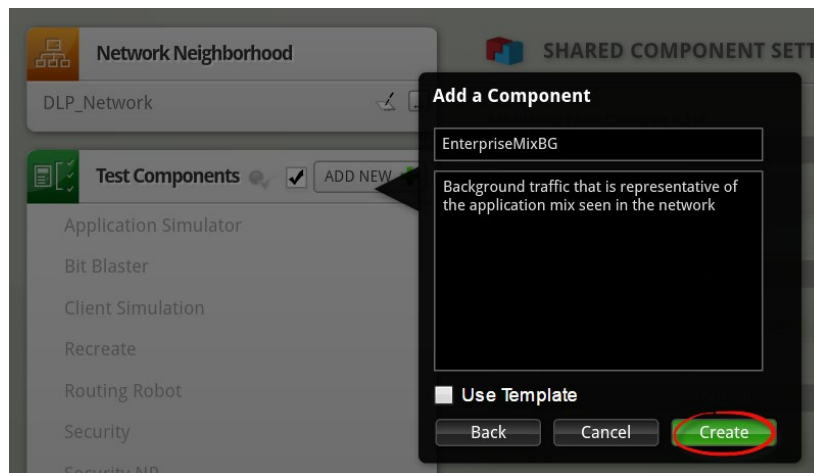 Network Neighborhood
SHARED COMPONENT SETT
DLP_Network
Add a Component
EnterpriseMixBG
Test Components
ADD NEW
Background traffic that is representative of
the application mix seen in the network
Application Simulator
Bit Blaster
Client Simulation
Recreate
Routing Robot
Security
Security NP
Use Template
Back
Cancel
Create